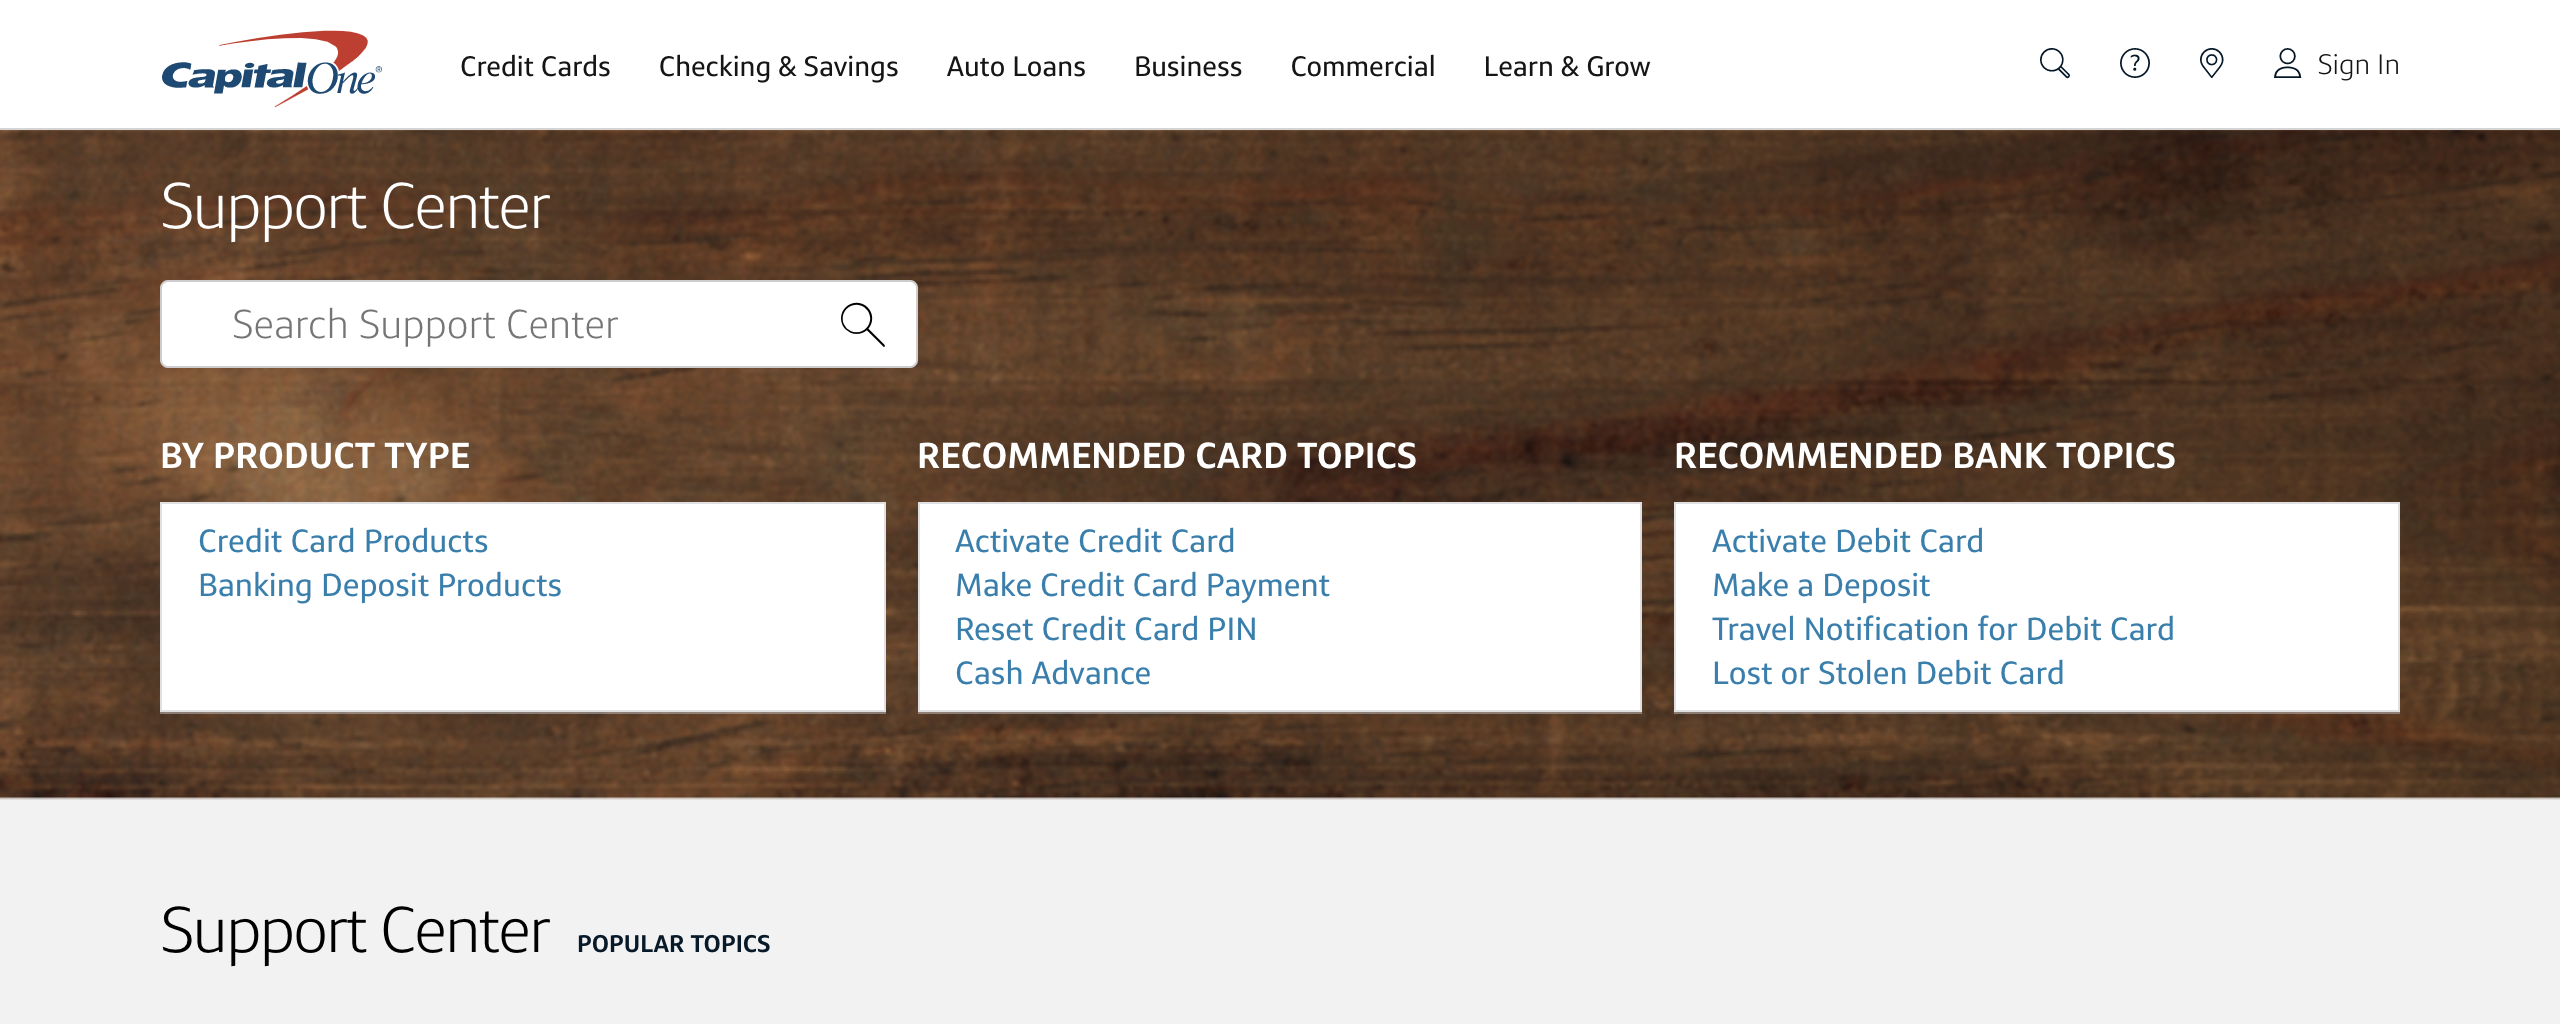 CapitalOne®
Credit Cards
Checking & Savings
Auto Loans
Business
Commercial
Learn & Grow
Sign In
Support Center
Search Support Center
BY PRODUCT TYPE
Credit Card Products
Banking Deposit Products
RECOMMENDED CARD TOPICS
Activate Credit Card
Make Credit Card Payment
Reset Credit Card PIN
Cash Advance
RECOMMENDED BANK TOPICS
Activate Debit Card
Make a Deposit
Travel Notification for Debit Card
Lost or Stolen Debit Card
Support Center POPULAR TOPICS